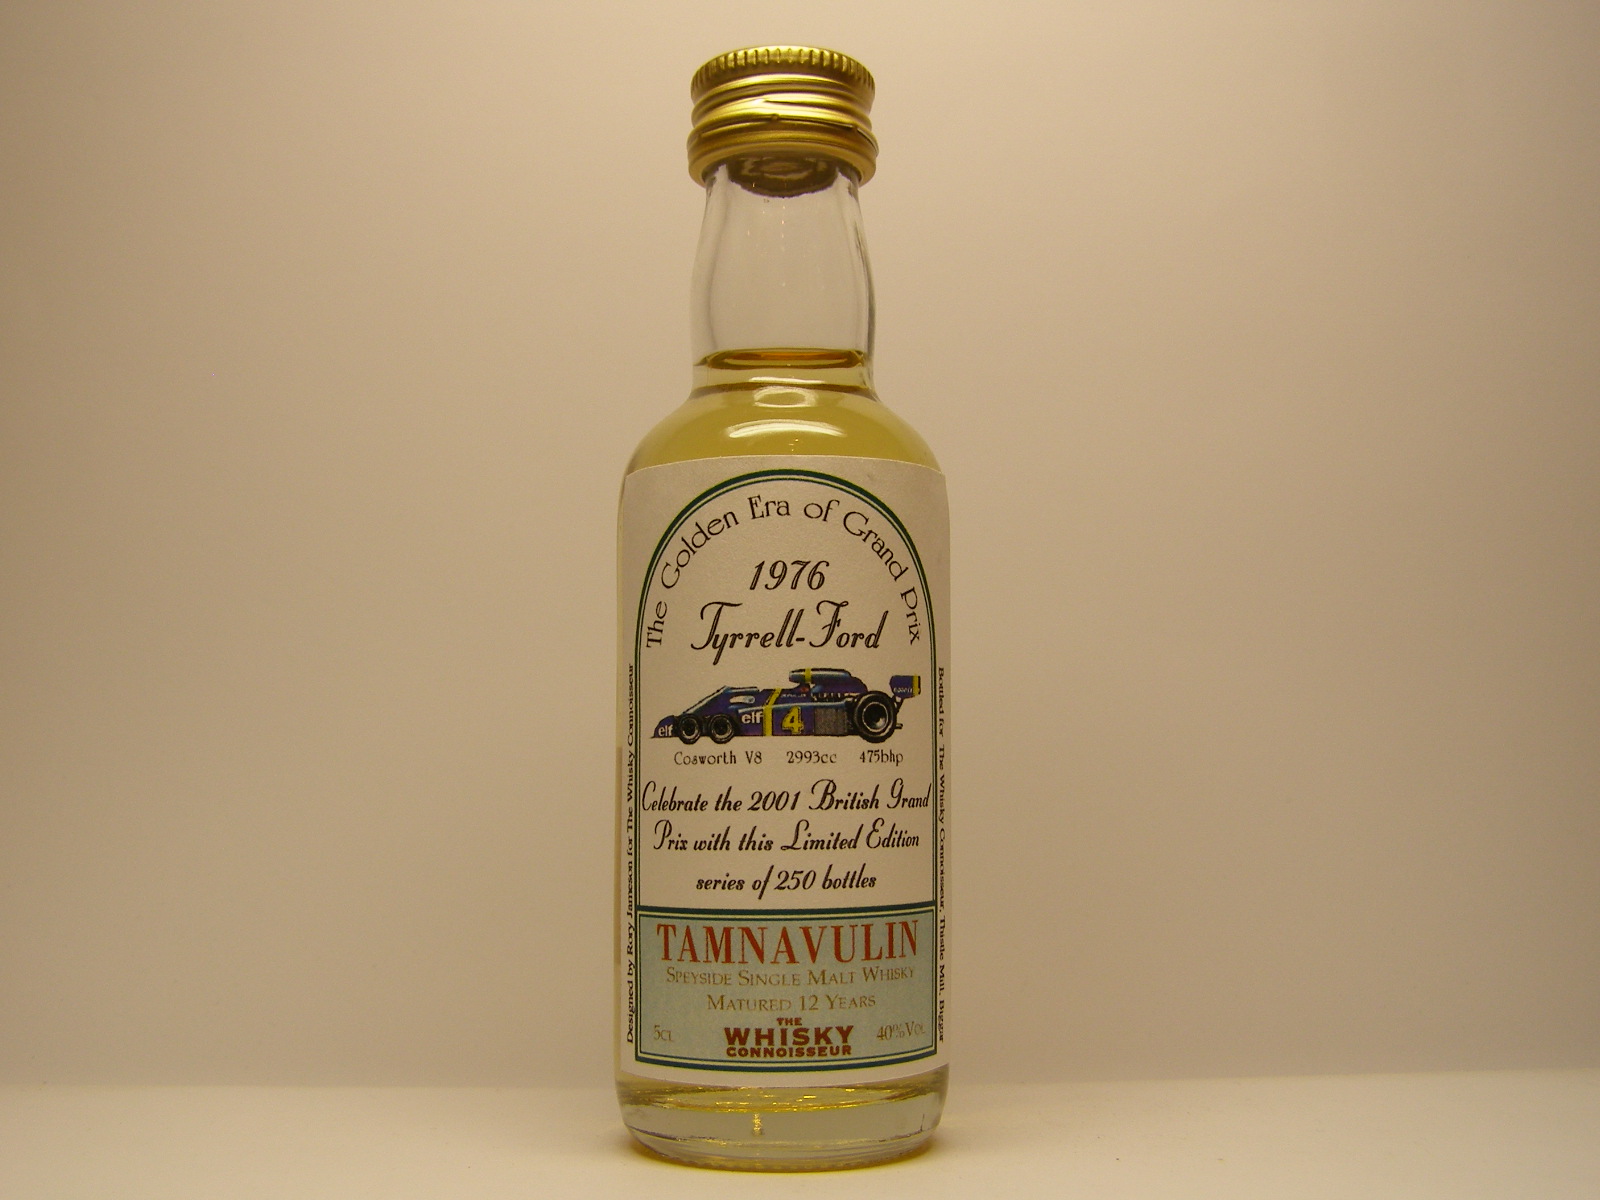 The Golden Era of Grand Prix
1976
Tyrrell-Ford
elf
elf
4
Cosworth V8 2993cc 475bhp
Celebrate the 2001 British Grand
Prix with this Limited Edition
series of 250 bottles
TAMNAVULIN
SPEYSIDE SINGLE MALT WHISKY
MATURED 12 YEARS
5CL
THE
WHISKY
CONNOISSEUR
40% VOL
Designed by Rory Jameson for The Whisky Connoisseur
Bottled for The Whisky Connoisseur, Thistle Mill, Biggar